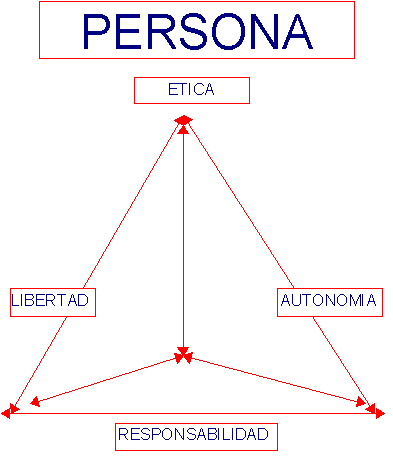 PERSONA
ETICA
LIBERTAD
AUTONOMIA
RESPONSABILIDAD